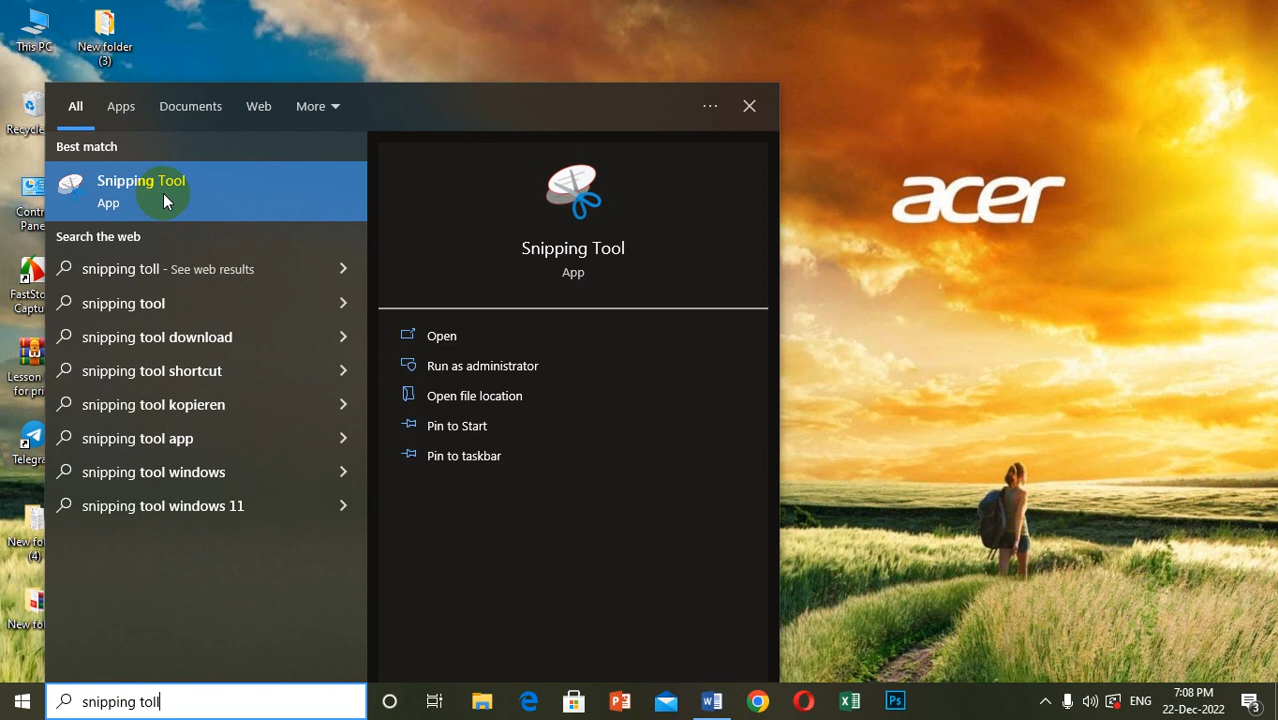 This PC
New folder
(3)
Recycle
Contr
Pane
FastSto
Captu
Lesson
for pri
Telegra
New fo
(4)
New fol
All
Apps
Documents
Web
More
Best match
Snipping Tool
App
Search the web
snipping toll - See web results
snipping tool
snipping tool download
snipping tool shortcut
snipping tool kopieren
snipping tool app
snipping tool windows
snipping tool windows 11
Snipping Tool
App
Open
Run as administrator
Open file location
Pin to Start
Pin to taskbar
acer
snipping toll
ENG
7:08 PM
22-Dec-2022
3
Ps